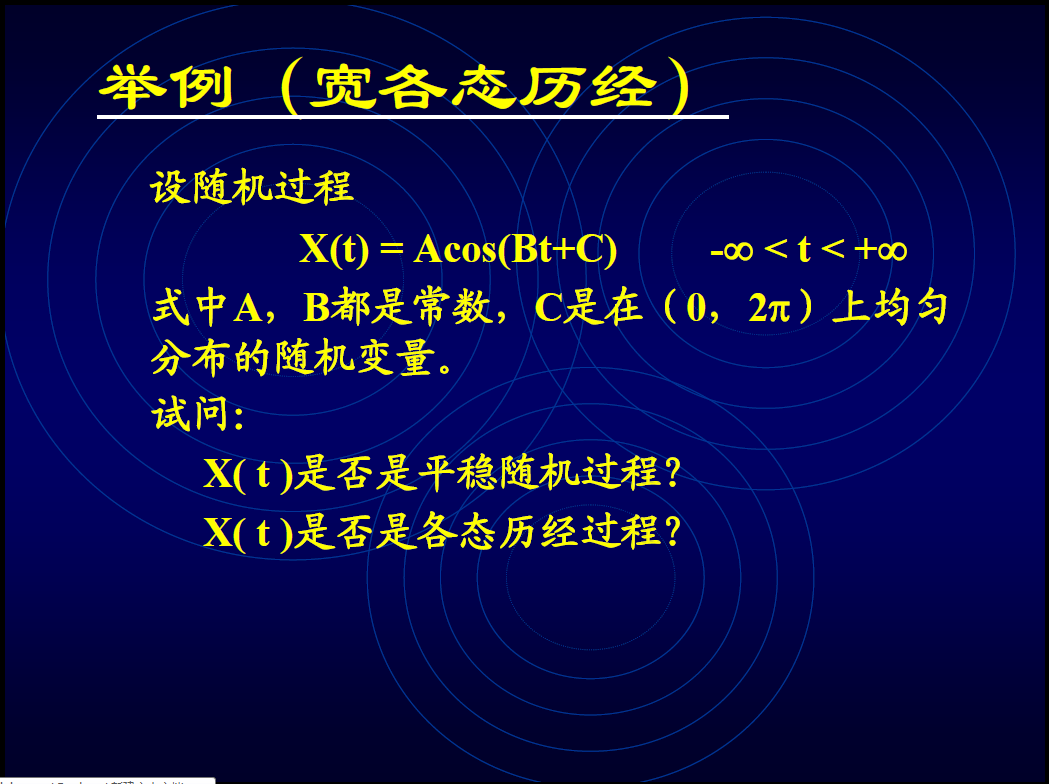 举例（宽各态历经）
设随机过程
X(t) = Acos(Bt+C) -∞ < t < +∞
式中A，B都是常数，C是在（0，2π）上均匀
分布的随机变量。
试问：
X( t )是否是平稳随机过程？
X( t )是否是各态历经过程？